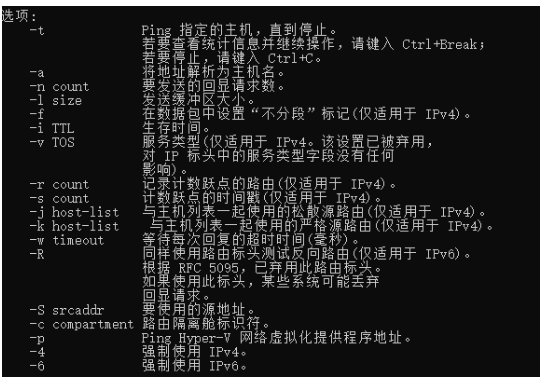 选项:
-t Ping 指定的主机，直到停止。
若要查看统计信息并继续操作，请键入 Ctrl+Break;
若要停止，请键入 Ctrl+C。
-a 将地址解析为主机名。
-n count 要发送的回显请求数。
-l size 发送缓冲区大小。
-f 在数据包中设置“不分段”标记(仅适用于 IPv4)。
-i TTL 生存时间。
-v TOS 服务类型(仅适用于 IPv4。该设置已被弃用，
对 IP 标头中的服务类型字段没有任何
影响)。
-r count 记录计数跃点的路由(仅适用于 IPv4)。
-s count 计数跃点的时间戳(仅适用于 IPv4)。
-j host-list 与主机列表一起使用的松散源路由(仅适用于 IPv4)。
-k host-list 与主机列表一起使用的严格源路由(仅适用于 IPv4)。
-w timeout 等待每次回复的超时时间(毫秒)。
-R 同样使用路由标头测试反向路由(仅适用于 IPv6)。
根据 RFC 5095，已弃用此路由标头。
如果使用此标头，某些系统可能丢弃
回显请求。
-S srcaddr 要使用的源地址。
-c compartment 路由隔离舱标识符。
-p Ping Hyper-V 网络虚拟化提供程序地址。
-4 强制使用 IPv4。
-6 强制使用 IPv6。